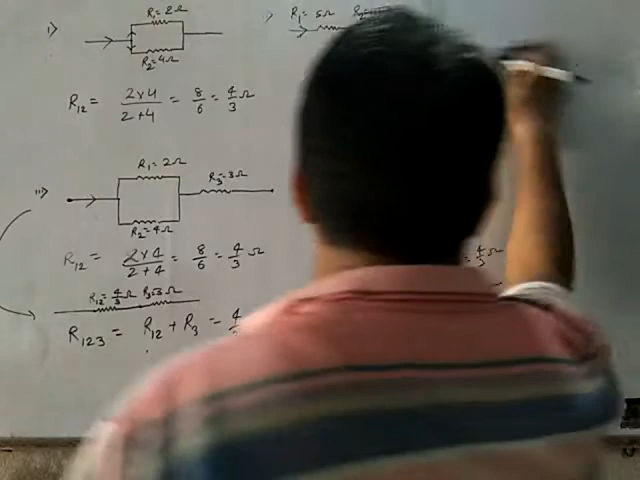 i>
R₁ = 2Ω
R₂ = 4Ω
R₁₂ = 2×4 / 2+4 = 8/6 = 4/3 Ω
R₁ = 5Ω
ii>
R₁ = 2Ω
R₃ = 3Ω
R₂ = 4Ω
R₁₂ = 2×4 / 2+4 = 8/6 = 4/3 Ω
= 4/3 Ω
R₁₂ = 4/3 Ω R₃=3Ω
R₁₂₃ = R₁₂ + R₃ = 4